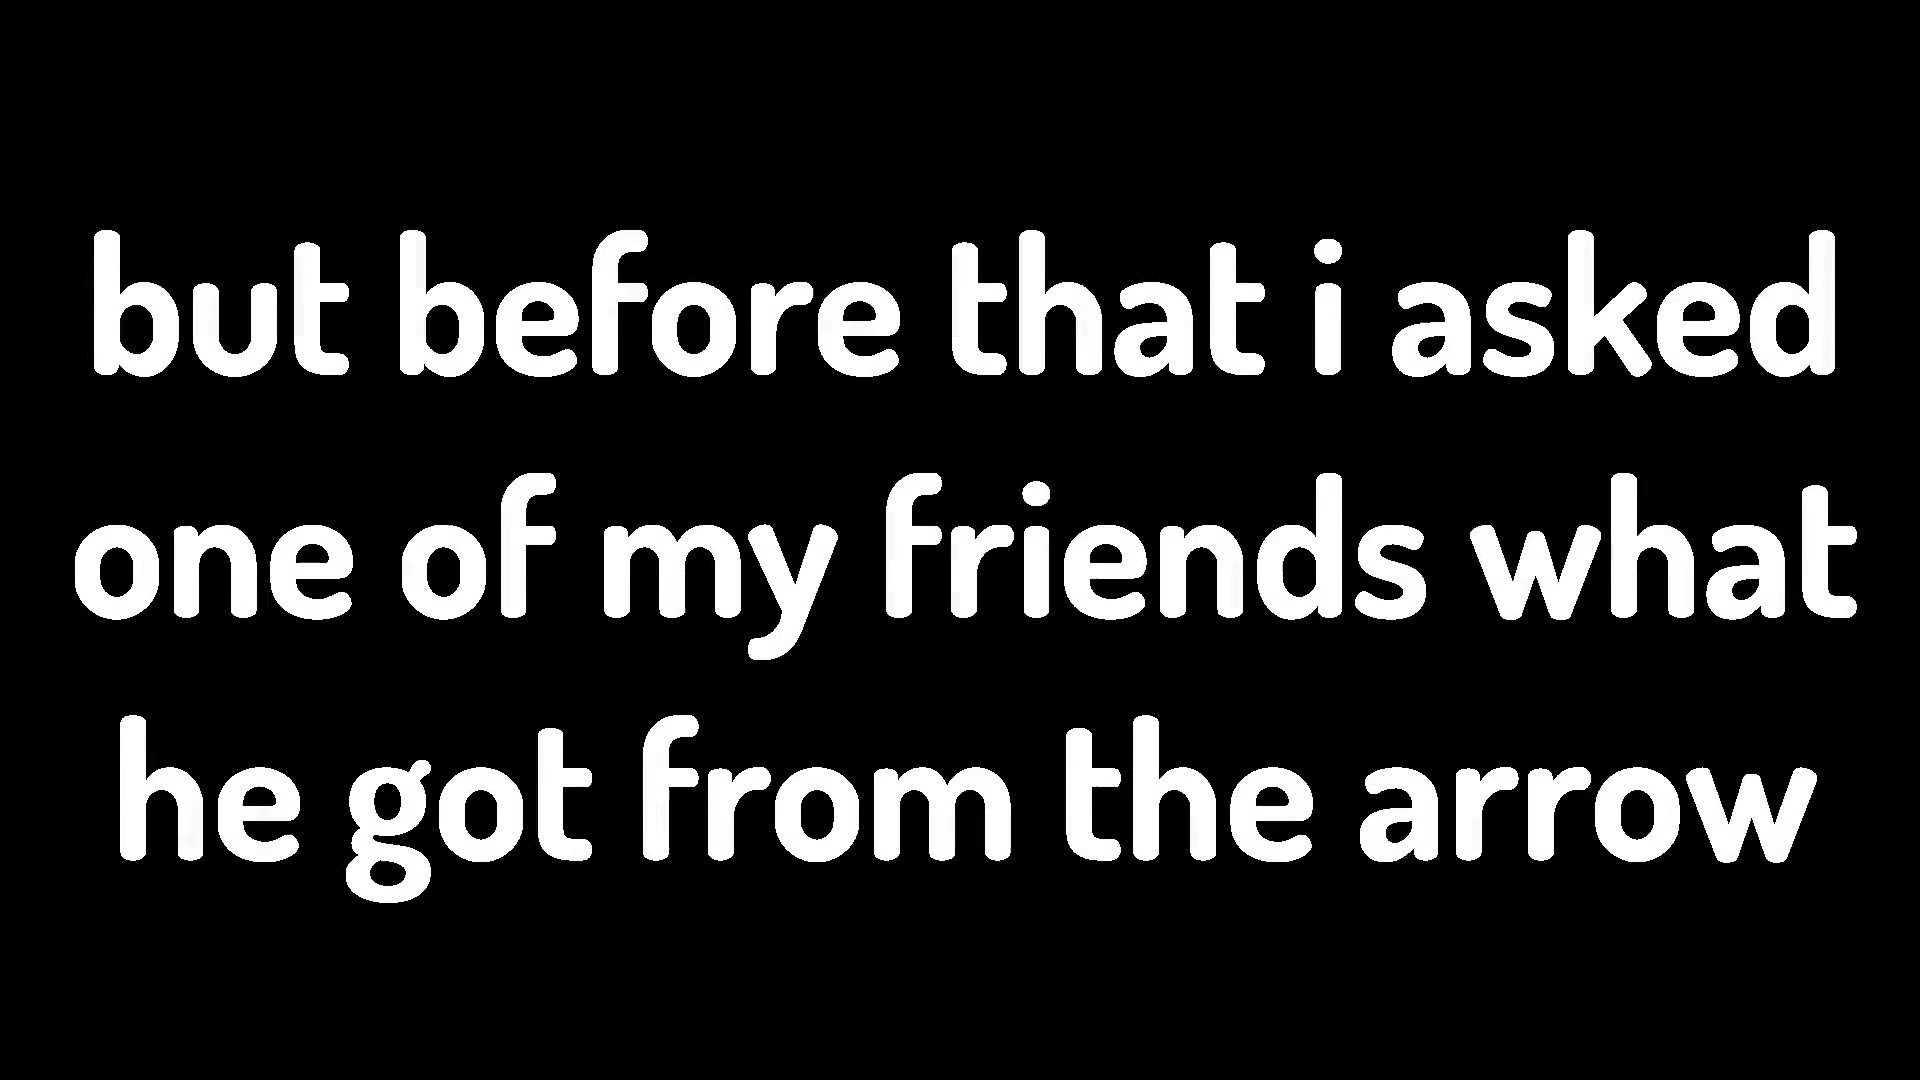 but before that i asked
one of my friends what
he got from the arrow